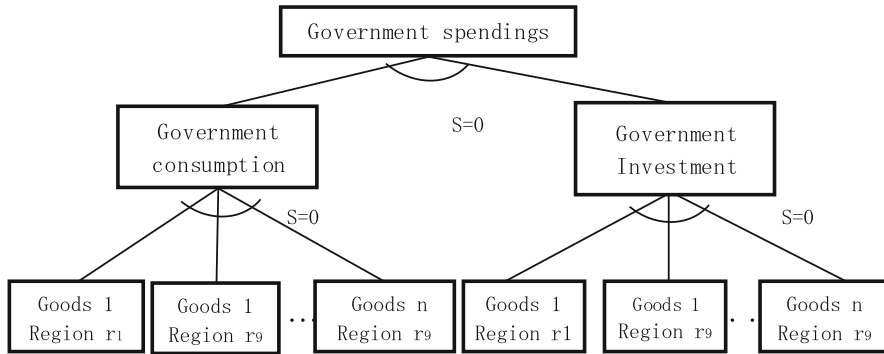 Government spendings
S=0
Government
consumption
Government
Investment
S=0
S=0
Goods 1
Region r₁
Goods 1
Region r₉
...
Goods n
Region r₉
Goods 1
Region r1
Goods 1
Region r₉
..
Goods n
Region r₉